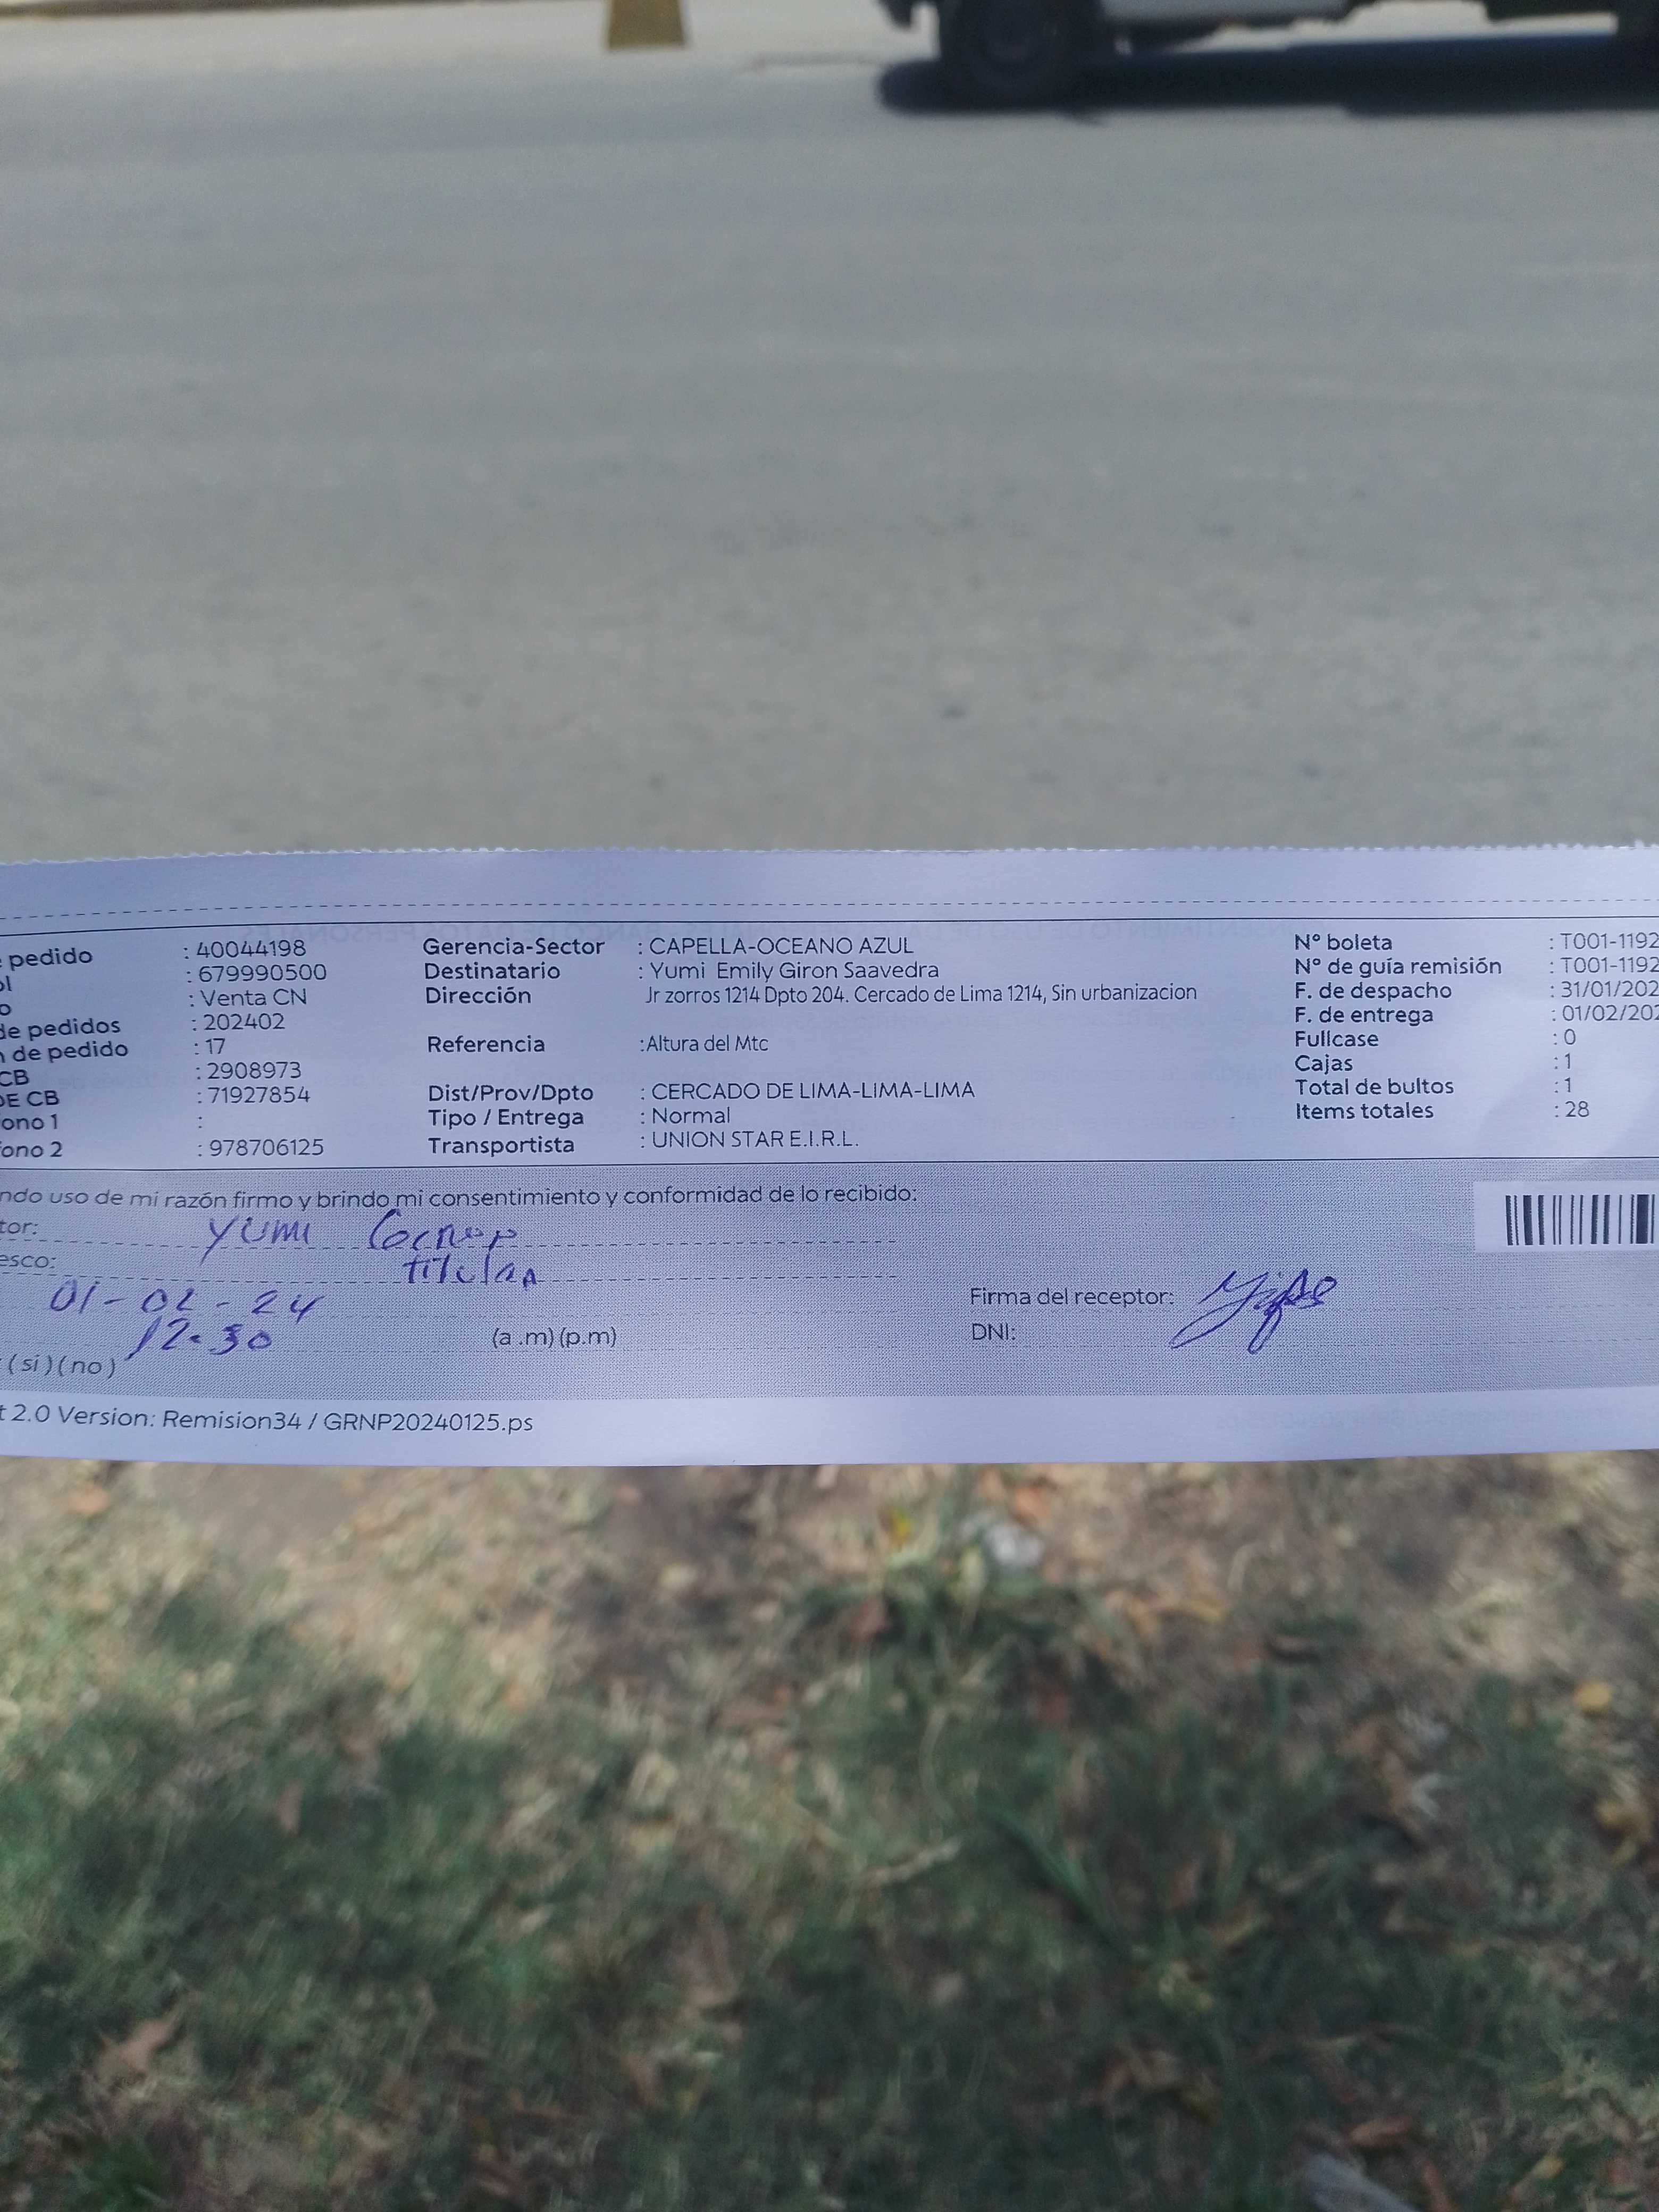 pedido : 40044198 Gerencia-Sector : CAPELLA-OCEANO AZUL N° boleta : T001-1192
ol : 679990500 Destinatario : Yumi Emily Giron Saavedra N° de guía remisión : T001-1192
o : Venta CN Dirección Jr zorros 1214 Dpto 204. Cercado de Lima 1214, Sin urbanizacion F. de despacho : 31/01/202
de pedidos : 202402 F. de entrega : 01/02/202
de pedido : 17 Referencia :Altura del Mtc Fullcase : 0
CB : 2908973 Cajas : 1
DE CB : 71927854 Dist/Prov/Dpto : CERCADO DE LIMA-LIMA-LIMA Total de bultos : 1
ono 1 : Tipo / Entrega : Normal Items totales : 28
ono 2 : 978706125 Transportista : UNION STAR E.I.R.L.
ndo uso de mi razón firmo y brindo mi consentimiento y conformidad de lo recibido:
tor: Yumi
esco: titular
01-02-24 Firma del receptor:
12:30 (a .m) (p.m) DNI:
(si) (no)
t 2.0 Version: Remision34 / GRNP20240125.ps